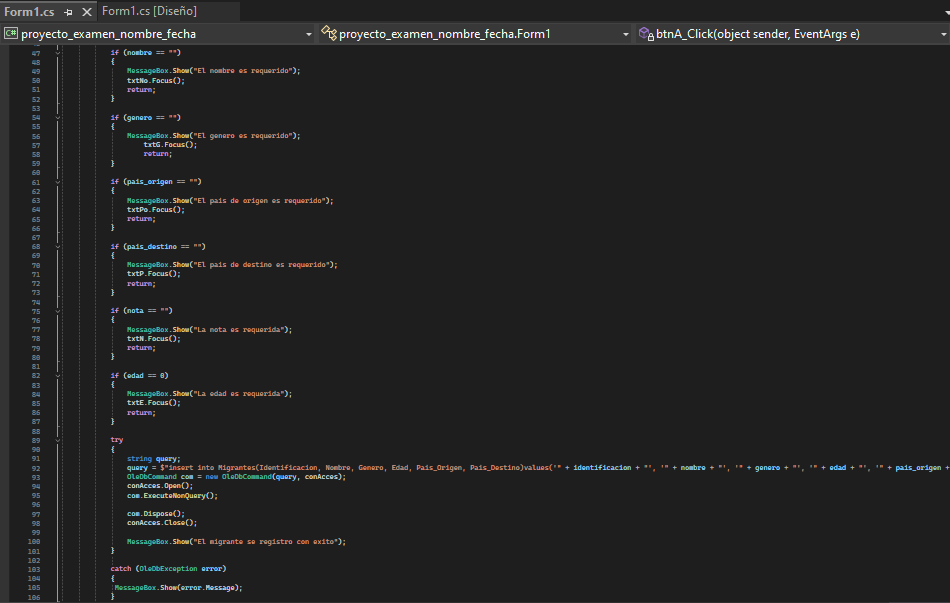 Form1.cs
Form1.cs [Diseño]
C# proyecto_examen_nombre_fecha
proyecto_examen_nombre_fecha.Form1
btnA_Click(object sender, EventArgs e)
47 if (nombre == "")
48 {
49 MessageBox.Show("El nombre es requerido");
50 txtNo.Focus();
51 return;
52 }
53
54 if (genero == "")
55 {
56 MessageBox.Show("El genero es requerido");
57 txtG.Focus();
58 return;
59 }
60
61 if (pais_origen == "")
62 {
63 MessageBox.Show("El pais de origen es requerido");
64 txtPo.Focus();
65 return;
66 }
67
68 if (pais_destino == "")
69 {
70 MessageBox.Show("El pais de destino es requerido");
71 txtP.Focus();
72 return;
73 }
74
75 if (nota == "")
76 {
77 MessageBox.Show("La nota es requerida");
78 txtN.Focus();
79 return;
80 }
81
82 if (edad == 0)
83 {
84 MessageBox.Show("La edad es requerida");
85 txtE.Focus();
86 return;
87 }
88
89 try
90 {
91 string query;
92 query = $"insert into Migrantes(Identificacion, Nombre, Genero, Edad, Pais_Origen, Pais_Destino)values('" + identificacion + "', '" + nombre + "', '" + genero + "', '" + edad + "', '" + pais_origen +
93 OleDbCommand com = new OleDbCommand(query, conAcces);
94 conAcces.Open();
95 com.ExecuteNonQuery();
96
97 com.Dispose();
98 conAcces.Close();
99
100 MessageBox.Show("El migrante se registro con exito");
101 }
102
103 catch (OleDbException error)
104 {
105 MessageBox.Show(error.Message);
106 }